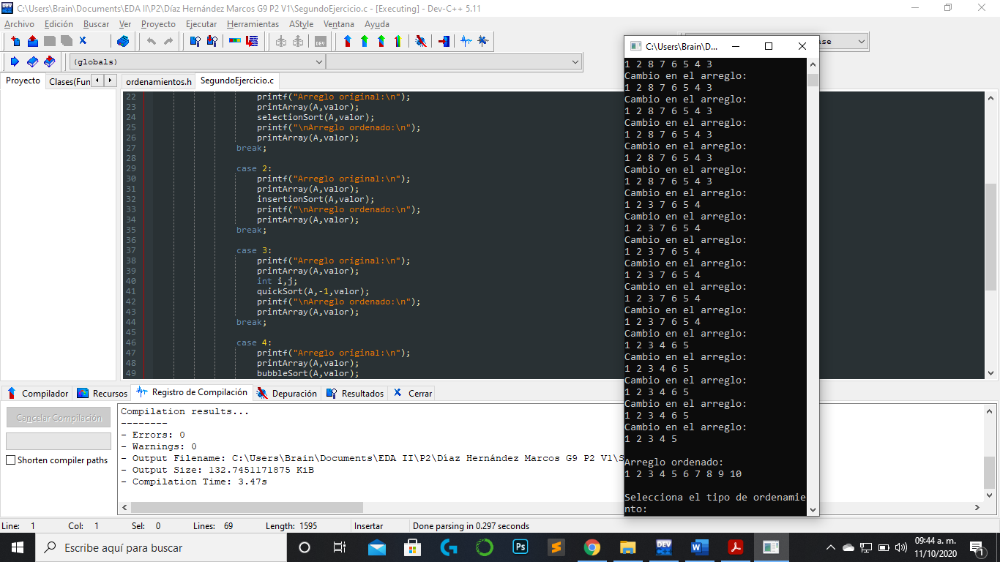 C:\Users\Brain\Documents\EDA II\P2\Díaz Hernández Marcos G9 P2 V1\SegundoEjercicio.c - [Executing] - Dev-C++ 5.11
Archivo Edición Buscar Ver Proyecto Ejecutar Herramientas AStyle Ventana Ayuda
(globals)
Proyecto Clases(Fun
ordenamientos.h SegundoEjercicio.c
22 printf("Arreglo original:\n");
23 printArray(A,valor);
24 selectionSort(A,valor);
25 printf("\nArreglo ordenado:\n");
26 printArray(A,valor);
27 break;
28
29 case 2:
30 printf("Arreglo original:\n");
31 printArray(A,valor);
32 insertionSort(A,valor);
33 printf("\nArreglo ordenado:\n");
34 printArray(A,valor);
35 break;
36
37 case 3:
38 printf("Arreglo original:\n");
39 printArray(A,valor);
40 int i,j;
41 quickSort(A,-1,valor);
42 printf("\nArreglo ordenado:\n");
43 printArray(A,valor);
44 break;
45
46 case 4:
47 printf("Arreglo original:\n");
48 printArray(A,valor);
49 bubbleSort(A,valor);
C:\Users\Brain\D...
1 2 8 7 6 5 4 3
Cambio en el arreglo:
1 2 8 7 6 5 4 3
Cambio en el arreglo:
1 2 8 7 6 5 4 3
Cambio en el arreglo:
1 2 8 7 6 5 4 3
Cambio en el arreglo:
1 2 8 7 6 5 4 3
Cambio en el arreglo:
1 2 8 7 6 5 4 3
Cambio en el arreglo:
1 2 3 7 6 5 4
Cambio en el arreglo:
1 2 3 7 6 5 4
Cambio en el arreglo:
1 2 3 7 6 5 4
Cambio en el arreglo:
1 2 3 7 6 5 4
Cambio en el arreglo:
1 2 3 7 6 5 4
Cambio en el arreglo:
1 2 3 7 6 5 4
Cambio en el arreglo:
1 2 3 4 6 5
Cambio en el arreglo:
1 2 3 4 6 5
Cambio en el arreglo:
1 2 3 4 6 5
Cambio en el arreglo:
1 2 3 4 6 5
Cambio en el arreglo:
1 2 3 4 5
Arreglo ordenado:
1 2 3 4 5 6 7 8 9 10
Selecciona el tipo de ordenamie
nto:
Compilador Recursos Registro de Compilación Depuración Resultados Cerrar
Cancelar Compilación
Shorten compiler paths
Compilation results...
--------
- Errors: 0
- Warnings: 0
- Output Filename: C:\Users\Brain\Documents\EDA II\P2\Díaz Hernández Marcos G9 P2 V1\S
- Output Size: 132.7451171875 KiB
- Compilation Time: 3.47s
Line: 1 Col: 1 Sel: 0 Lines: 69 Length: 1595 Insertar Done parsing in 0.297 seconds
Escribe aquí para buscar
09:44 a. m.
11/10/2020